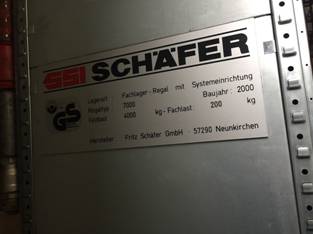 SSI SCHÄFER
Lagerart : Fachlager-Regal mit Systemeinrichtung
Regaltyp : 7000 Baujahr : 2000
Feldlast : 4000 kg - Fachlast : 200 kg
Hersteller : Fritz Schäfer GmbH · 57290 Neunkirchen
GS